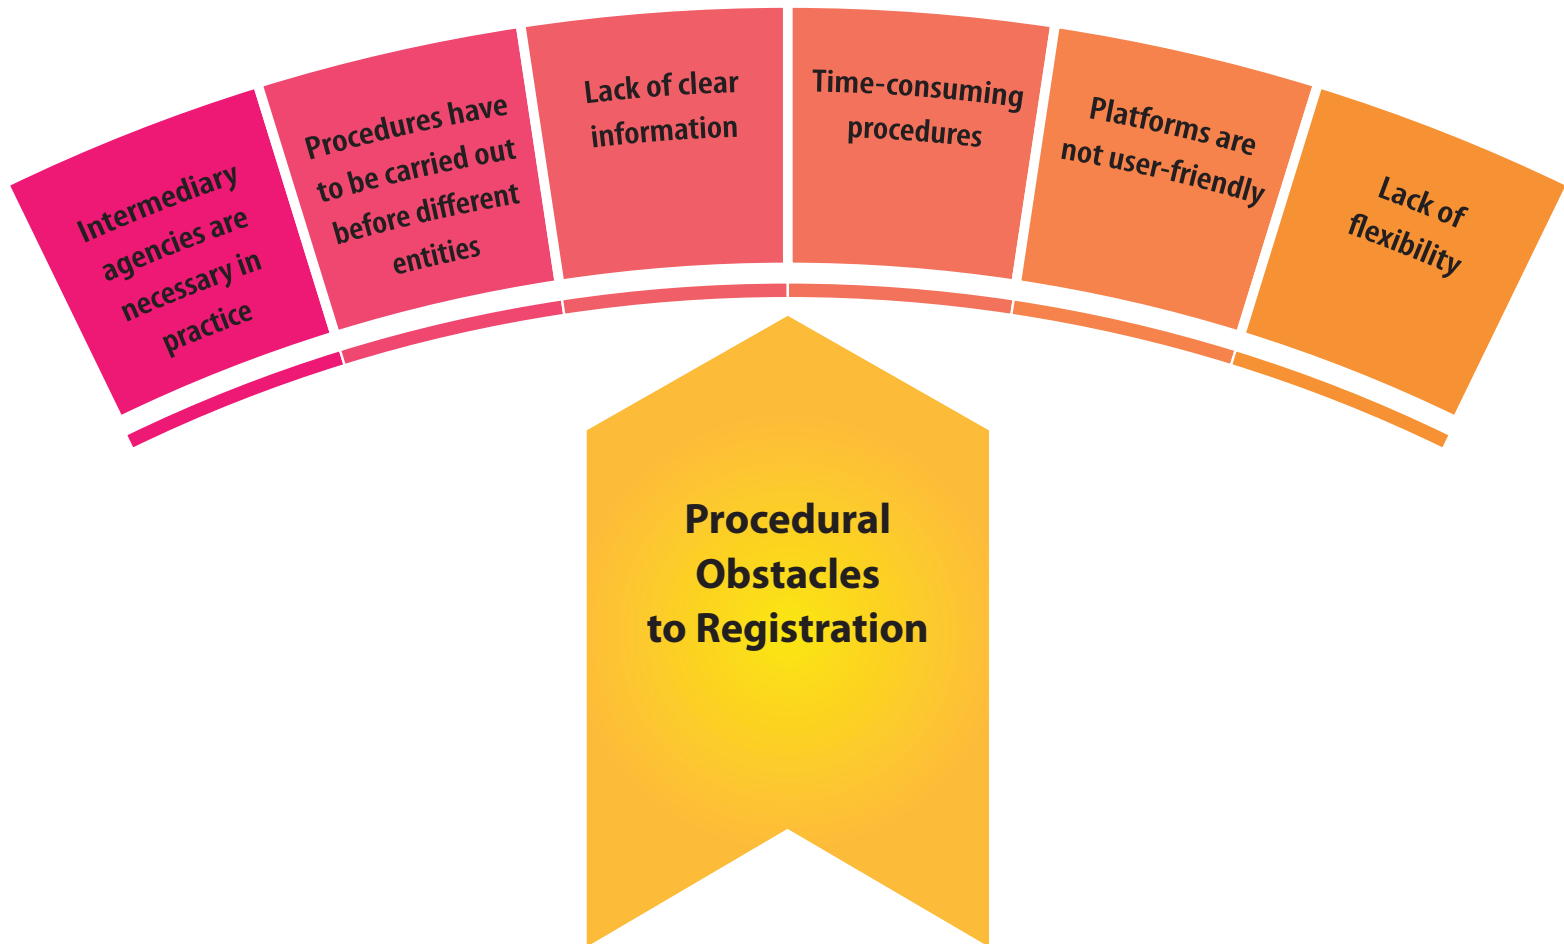 Intermediary
agencies are
necessary in
practice
Procedures have
to be carried out
before different
entities
Lack of clear
information
Time-consuming
procedures
Platforms are
not user-friendly
Lack of
flexibility
Procedural
Obstacles
to Registration